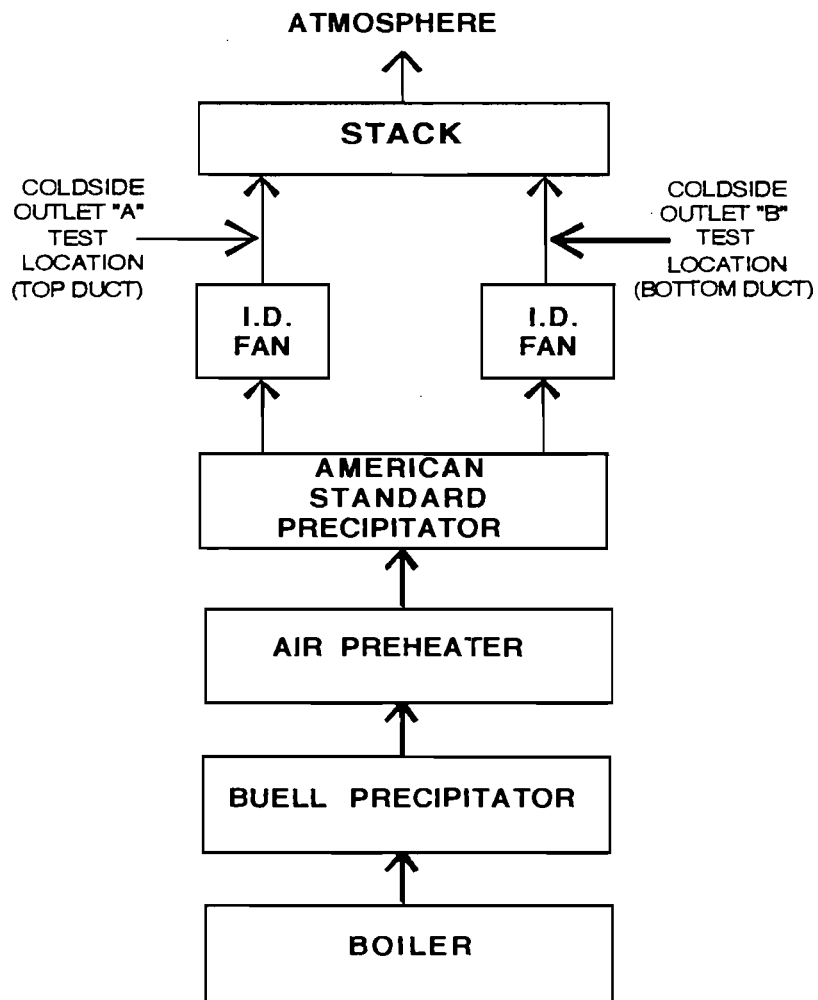 ATMOSPHERE
STACK
COLDSIDE
OUTLET "A"
TEST
LOCATION
(TOP DUCT)
COLDSIDE
OUTLET "B"
TEST
LOCATION
(BOTTOM DUCT)
I.D.
FAN
I.D.
FAN
AMERICAN
STANDARD
PRECIPITATOR
AIR PREHEATER
BUELL PRECIPITATOR
BOILER